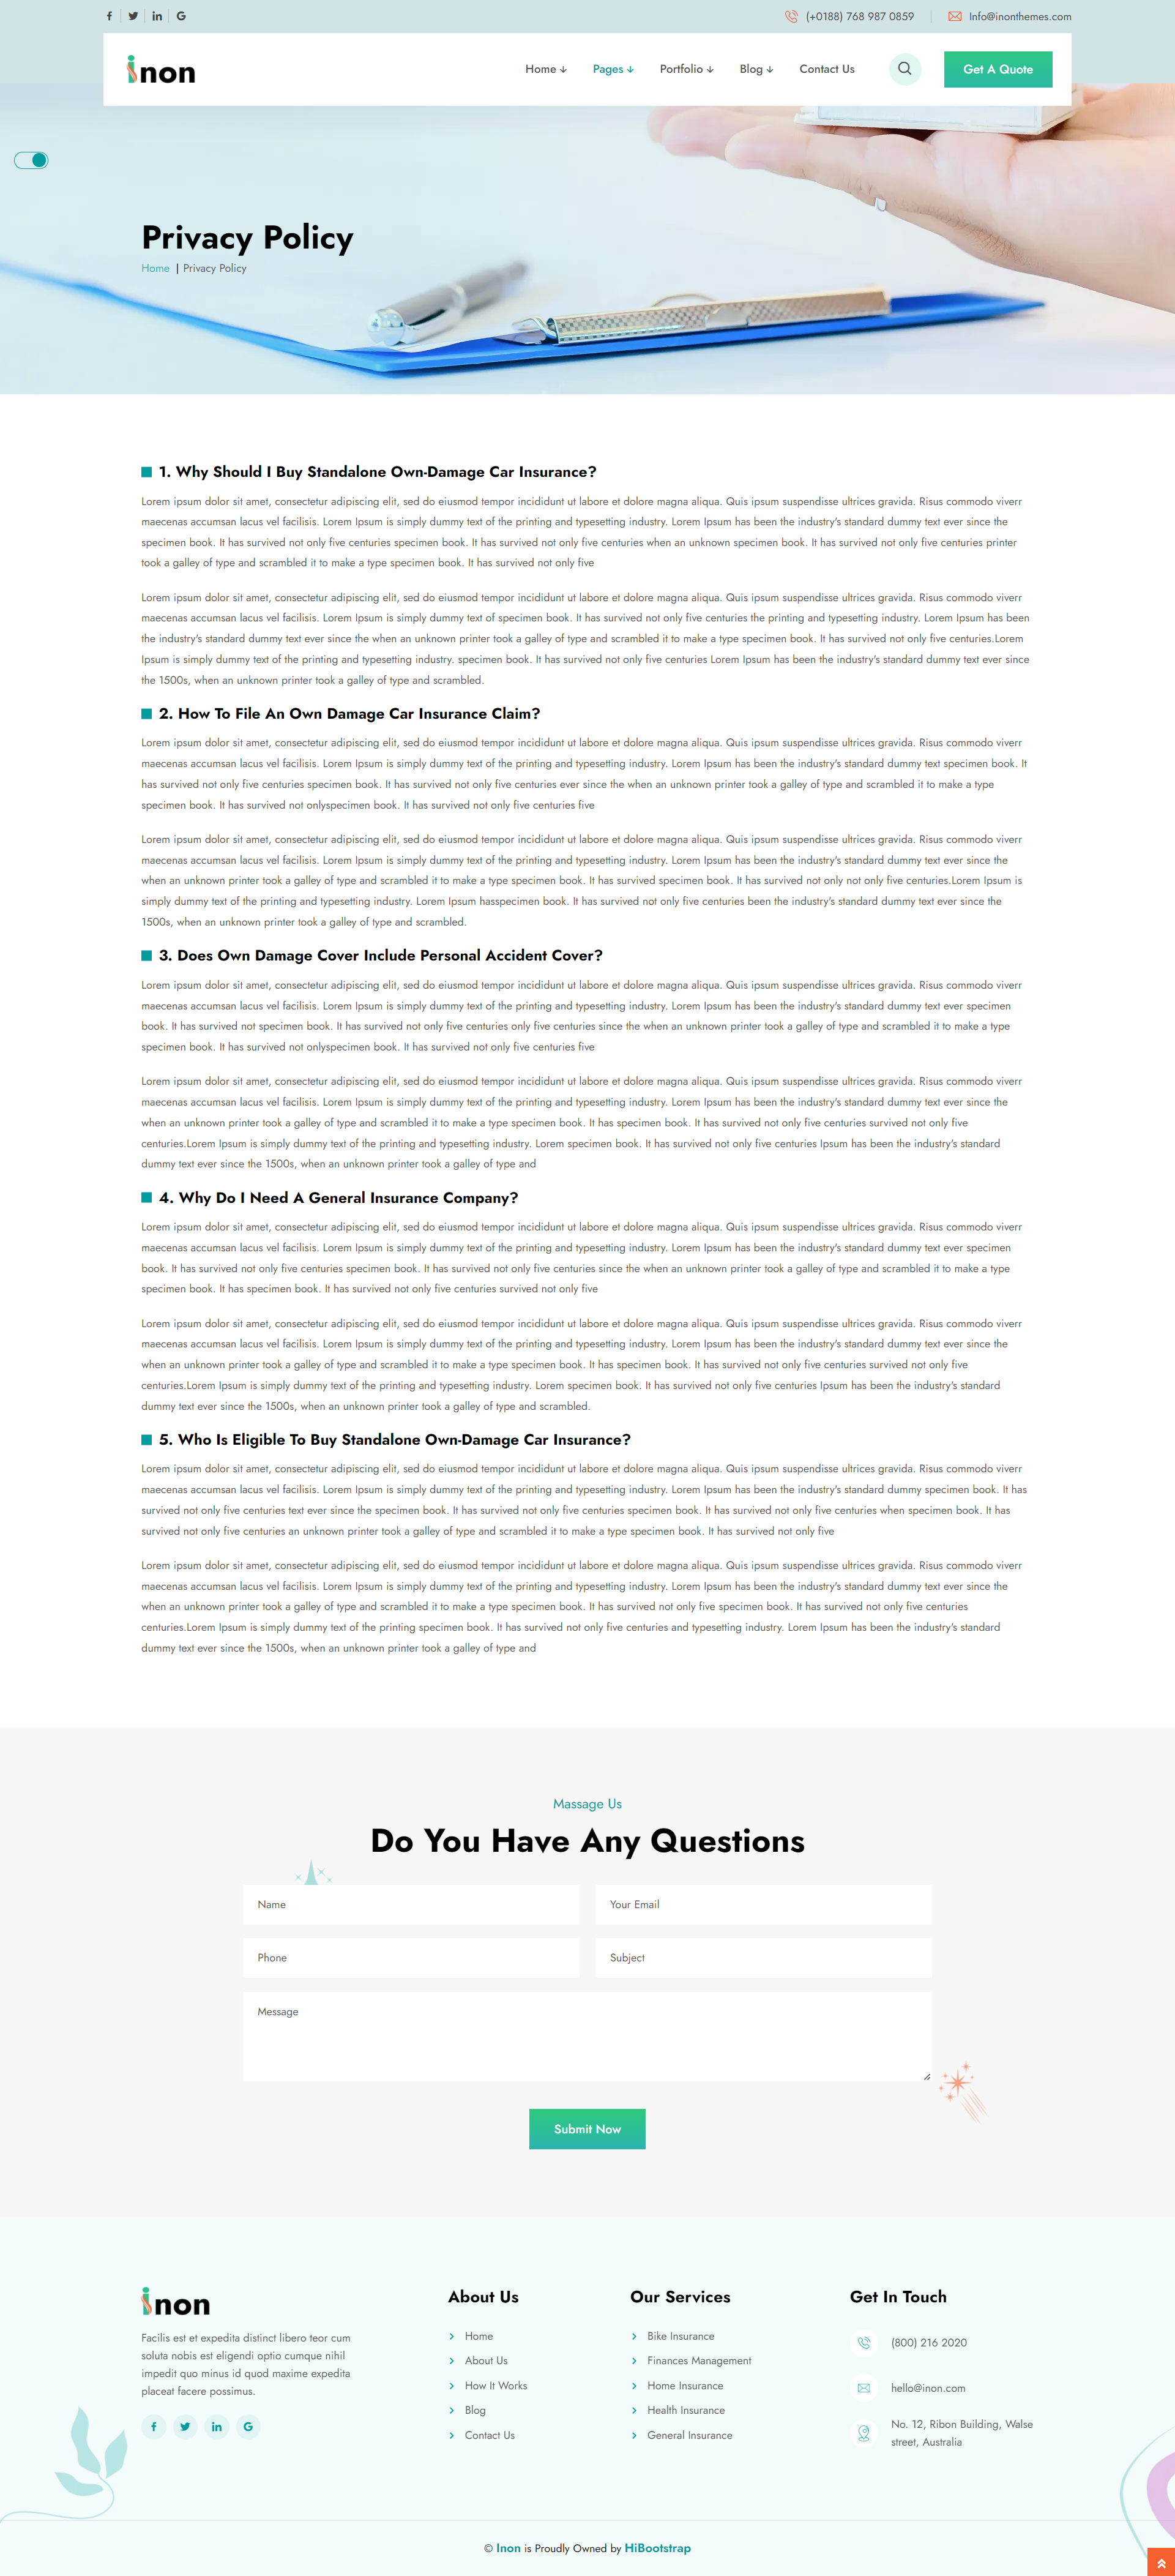 (+0188) 768 987 0859
Info@inonthemes.com
inon
Home
Pages
Portfolio
Blog
Contact Us
Get A Quote
Privacy Policy
Home | Privacy Policy
1. Why Should I Buy Standalone Own-Damage Car Insurance?
Lorem ipsum dolor sit amet, consectetur adipiscing elit, sed do eiusmod tempor incididunt ut labore et dolore magna aliqua. Quis ipsum suspendisse ultrices gravida. Risus commodo viverr
maecenas accumsan lacus vel facilisis. Lorem Ipsum is simply dummy text of the printing and typesetting industry. Lorem Ipsum has been the industry's standard dummy text ever since the
specimen book. It has survived not only five centuries specimen book. It has survived not only five centuries when an unknown specimen book. It has survived not only five centuries printer
took a galley of type and scrambled it to make a type specimen book. It has survived not only five
Lorem ipsum dolor sit amet, consectetur adipiscing elit, sed do eiusmod tempor incididunt ut labore et dolore magna aliqua. Quis ipsum suspendisse ultrices gravida. Risus commodo viverr
maecenas accumsan lacus vel facilisis. Lorem Ipsum is simply dummy text of specimen book. It has survived not only five centuries the printing and typesetting industry. Lorem Ipsum has been
the industry's standard dummy text ever since the when an unknown printer took a galley of type and scrambled it to make a type specimen book. It has survived not only five centuries.Lorem
Ipsum is simply dummy text of the printing and typesetting industry. specimen book. It has survived not only five centuries Lorem Ipsum has been the industry's standard dummy text ever since
the 1500s, when an unknown printer took a galley of type and scrambled.
2. How To File An Own Damage Car Insurance Claim?
Lorem ipsum dolor sit amet, consectetur adipiscing elit, sed do eiusmod tempor incididunt ut labore et dolore magna aliqua. Quis ipsum suspendisse ultrices gravida. Risus commodo viverr
maecenas accumsan lacus vel facilisis. Lorem Ipsum is simply dummy text of the printing and typesetting industry. Lorem Ipsum has been the industry's standard dummy text specimen book. It
has survived not only five centuries specimen book. It has survived not only five centuries ever since the when an unknown printer took a galley of type and scrambled it to make a type
specimen book. It has survived not onlyspecimen book. It has survived not only five centuries five
Lorem ipsum dolor sit amet, consectetur adipiscing elit, sed do eiusmod tempor incididunt ut labore et dolore magna aliqua. Quis ipsum suspendisse ultrices gravida. Risus commodo viverr
maecenas accumsan lacus vel facilisis. Lorem Ipsum is simply dummy text of the printing and typesetting industry. Lorem Ipsum has been the industry's standard dummy text ever since the
when an unknown printer took a galley of type and scrambled it to make a type specimen book. It has survived specimen book. It has survived not only not only five centuries.Lorem Ipsum is
simply dummy text of the printing and typesetting industry. Lorem Ipsum hasspecimen book. It has survived not only five centuries been the industry's standard dummy text ever since the
1500s, when an unknown printer took a galley of type and scrambled.
3. Does Own Damage Cover Include Personal Accident Cover?
Lorem ipsum dolor sit amet, consectetur adipiscing elit, sed do eiusmod tempor incididunt ut labore et dolore magna aliqua. Quis ipsum suspendisse ultrices gravida. Risus commodo viverr
maecenas accumsan lacus vel facilisis. Lorem Ipsum is simply dummy text of the printing and typesetting industry. Lorem Ipsum has been the industry's standard dummy text ever specimen
book. It has survived not specimen book. It has survived not only five centuries only five centuries since the when an unknown printer took a galley of type and scrambled it to make a type
specimen book. It has survived not onlyspecimen book. It has survived not only five centuries five
Lorem ipsum dolor sit amet, consectetur adipiscing elit, sed do eiusmod tempor incididunt ut labore et dolore magna aliqua. Quis ipsum suspendisse ultrices gravida. Risus commodo viverr
maecenas accumsan lacus vel facilisis. Lorem Ipsum is simply dummy text of the printing and typesetting industry. Lorem Ipsum has been the industry's standard dummy text ever since the
when an unknown printer took a galley of type and scrambled it to make a type specimen book. It has specimen book. It has survived not only five centuries survived not only five
centuries.Lorem Ipsum is simply dummy text of the printing and typesetting industry. Lorem specimen book. It has survived not only five centuries Ipsum has been the industry's standard
dummy text ever since the 1500s, when an unknown printer took a galley of type and
4. Why Do I Need A General Insurance Company?
Lorem ipsum dolor sit amet, consectetur adipiscing elit, sed do eiusmod tempor incididunt ut labore et dolore magna aliqua. Quis ipsum suspendisse ultrices gravida. Risus commodo viverr
maecenas accumsan lacus vel facilisis. Lorem Ipsum is simply dummy text of the printing and typesetting industry. Lorem Ipsum has been the industry's standard dummy text ever specimen
book. It has survived not only five centuries specimen book. It has survived not only five centuries since the when an unknown printer took a galley of type and scrambled it to make a type
specimen book. It has specimen book. It has survived not only five centuries survived not only five
Lorem ipsum dolor sit amet, consectetur adipiscing elit, sed do eiusmod tempor incididunt ut labore et dolore magna aliqua. Quis ipsum suspendisse ultrices gravida. Risus commodo viverr
maecenas accumsan lacus vel facilisis. Lorem Ipsum is simply dummy text of the printing and typesetting industry. Lorem Ipsum has been the industry's standard dummy text ever since the
when an unknown printer took a galley of type and scrambled it to make a type specimen book. It has specimen book. It has survived not only five centuries survived not only five
centuries.Lorem Ipsum is simply dummy text of the printing and typesetting industry. Lorem specimen book. It has survived not only five centuries Ipsum has been the industry's standard
dummy text ever since the 1500s, when an unknown printer took a galley of type and scrambled.
5. Who Is Eligible To Buy Standalone Own-Damage Car Insurance?
Lorem ipsum dolor sit amet, consectetur adipiscing elit, sed do eiusmod tempor incididunt ut labore et dolore magna aliqua. Quis ipsum suspendisse ultrices gravida. Risus commodo viverr
maecenas accumsan lacus vel facilisis. Lorem Ipsum is simply dummy text of the printing and typesetting industry. Lorem Ipsum has been the industry's standard dummy specimen book. It has
survived not only five centuries text ever since the specimen book. It has survived not only five centuries specimen book. It has survived not only five centuries when specimen book. It has
survived not only five centuries an unknown printer took a galley of type and scrambled it to make a type specimen book. It has survived not only five
Lorem ipsum dolor sit amet, consectetur adipiscing elit, sed do eiusmod tempor incididunt ut labore et dolore magna aliqua. Quis ipsum suspendisse ultrices gravida. Risus commodo viverr
maecenas accumsan lacus vel facilisis. Lorem Ipsum is simply dummy text of the printing and typesetting industry. Lorem Ipsum has been the industry's standard dummy text ever since the
when an unknown printer took a galley of type and scrambled it to make a type specimen book. It has survived not only five specimen book. It has survived not only five centuries
centuries.Lorem Ipsum is simply dummy text of the printing specimen book. It has survived not only five centuries and typesetting industry. Lorem Ipsum has been the industry's standard
dummy text ever since the 1500s, when an unknown printer took a galley of type and
Massage Us
Do You Have Any Questions
Name
Your Email
Phone
Subject
Message
Submit Now
inon
Facilis est et expedita distinct libero teor cum
soluta nobis est eligendi optio cumque nihil
impedit quo minus id quod maxime expedita
placeat facere possimus.
About Us
Home
About Us
How It Works
Blog
Contact Us
Our Services
Bike Insurance
Finances Management
Home Insurance
Health Insurance
General Insurance
Get In Touch
(800) 216 2020
hello@inon.com
No. 12, Ribon Building, Walse
street, Australia
© Inon is Proudly Owned by HiBootstrap